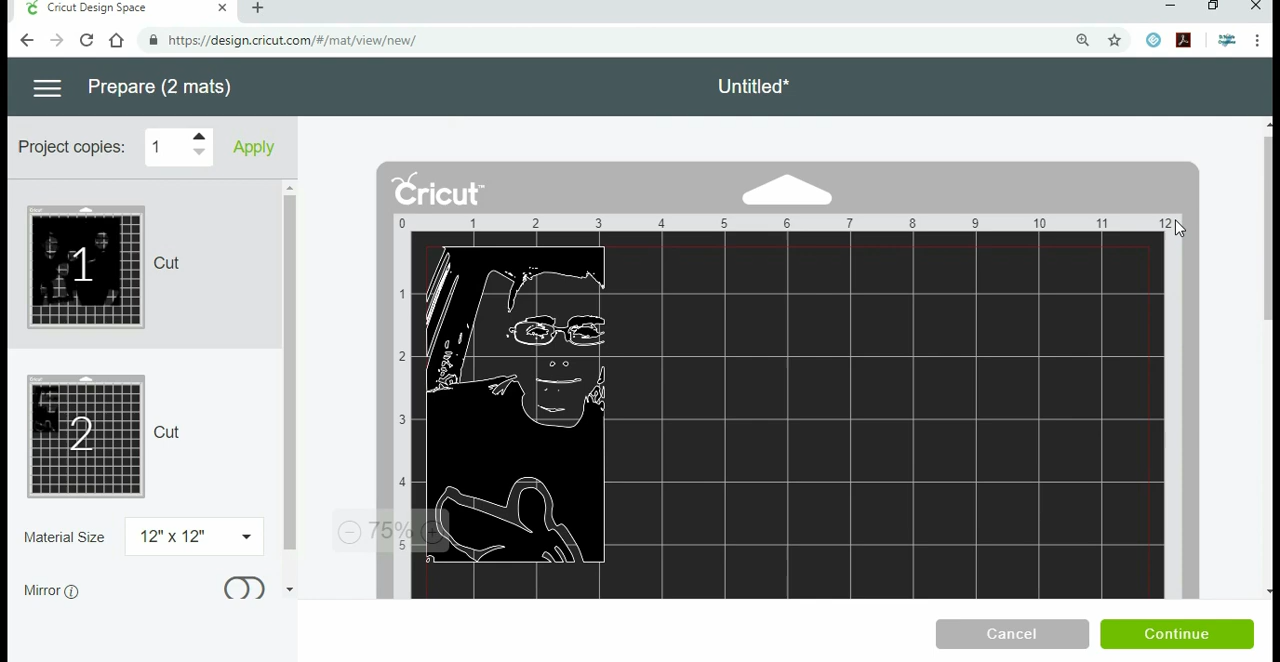 Cricut Design Space
https://design.cricut.com/#/mat/view/new/
Prepare (2 mats)
Untitled*
Project copies: 1 Apply
1 Cut
2 Cut
Material Size 12" x 12"
Mirror
Cricut™
0 1 2 3 4 5 6 7 8 9 10 11 12
1
2
3
4
5
75%
Cancel Continue